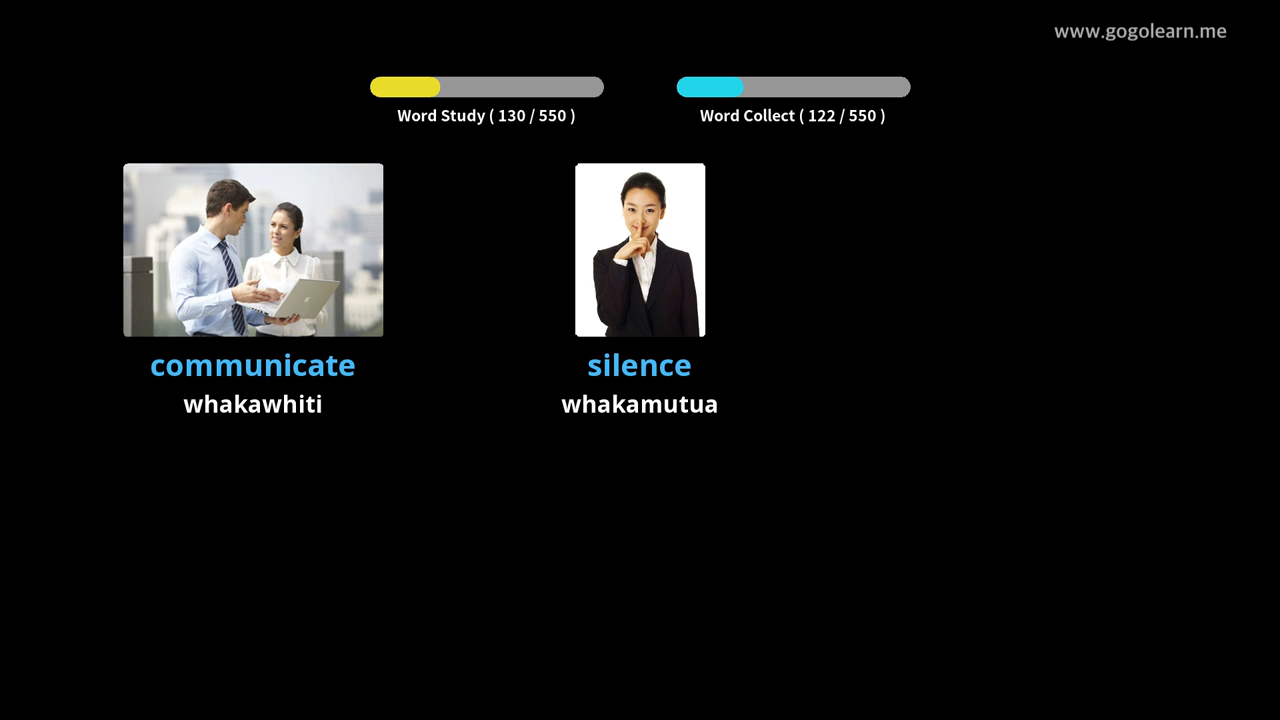 www.gogolearn.me
Word Study ( 130 / 550 )
Word Collect ( 122 / 550 )
communicate
whakawhiti
silence
whakamutua